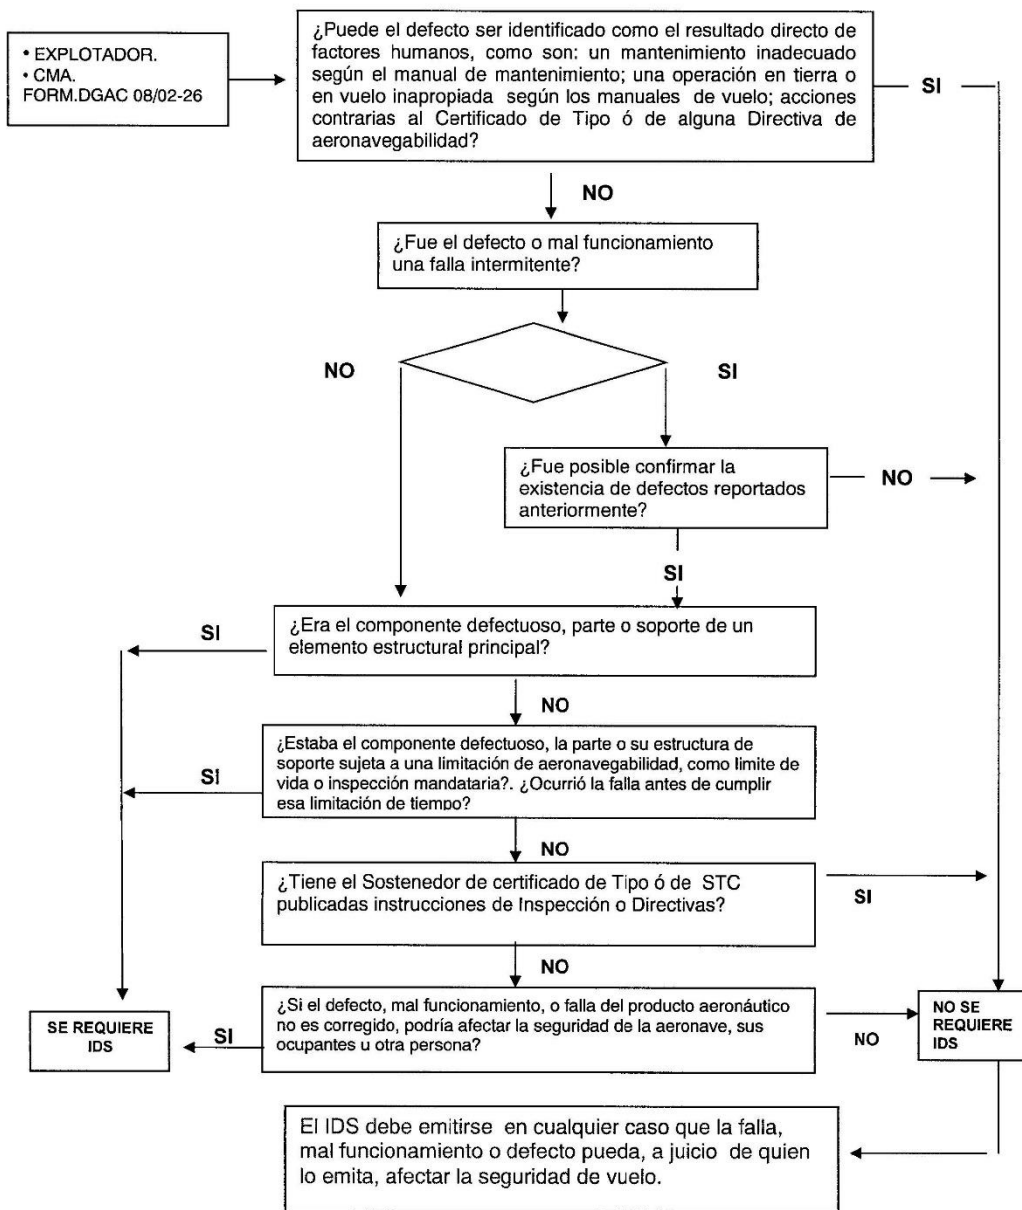 • EXPLOTADOR.
• CMA.
FORM.DGAC 08/02-26
¿Puede el defecto ser identificado como el resultado directo de
factores humanos, como son: un mantenimiento inadecuado
según el manual de mantenimiento; una operación en tierra o
en vuelo inapropiada según los manuales de vuelo; acciones
contrarias al Certificado de Tipo ó de alguna Directiva de
aeronavegabilidad?
SI
NO
¿Fue el defecto o mal funcionamiento
una falla intermitente?
NO
SI
¿Fue posible confirmar la
existencia de defectos reportados
anteriormente?
NO
SI
¿Era el componente defectuoso, parte o soporte de un
elemento estructural principal?
SI
NO
¿Estaba el componente defectuoso, la parte o su estructura de
soporte sujeta a una limitación de aeronavegabilidad, como limite de
vida o inspección mandataria?. ¿Ocurrió la falla antes de cumplir
esa limitación de tiempo?
SI
NO
¿Tiene el Sostenedor de certificado de Tipo ó de STC
publicadas instrucciones de Inspección o Directivas?
SI
NO
¿Si el defecto, mal funcionamiento, o falla del producto aeronáutico
no es corregido, podría afectar la seguridad de la aeronave, sus
ocupantes u otra persona?
SI
NO
SE REQUIERE
IDS
NO SE
REQUIERE
IDS
El IDS debe emitirse en cualquier caso que la falla,
mal funcionamiento o defecto pueda, a juicio de quien
lo emita, afectar la seguridad de vuelo.